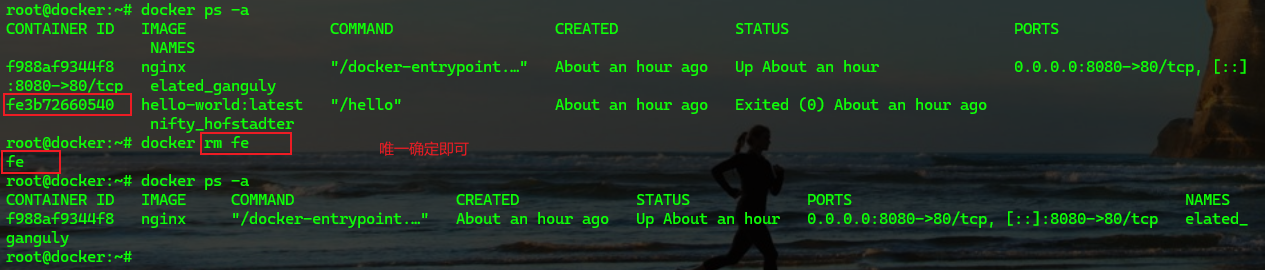 root@docker:~# docker ps -a
CONTAINER ID   IMAGE                COMMAND                  CREATED             STATUS                         PORTS
                NAMES
f988af9344f8   nginx                "/docker-entrypoint.…"   About an hour ago   Up About an hour               0.0.0.0:8080->80/tcp, [::]
:8080->80/tcp   elated_ganguly
fe3b72660540   hello-world:latest   "/hello"                 About an hour ago   Exited (0) About an hour ago
                nifty_hofstadter
root@docker:~# docker rm fe
唯一确定即可
fe
root@docker:~# docker ps -a
CONTAINER ID   IMAGE     COMMAND                  CREATED             STATUS             PORTS                                     NAMES
f988af9344f8   nginx     "/docker-entrypoint.…"   About an hour ago   Up About an hour   0.0.0.0:8080->80/tcp, [::]:8080->80/tcp   elated_
ganguly
root@docker:~#